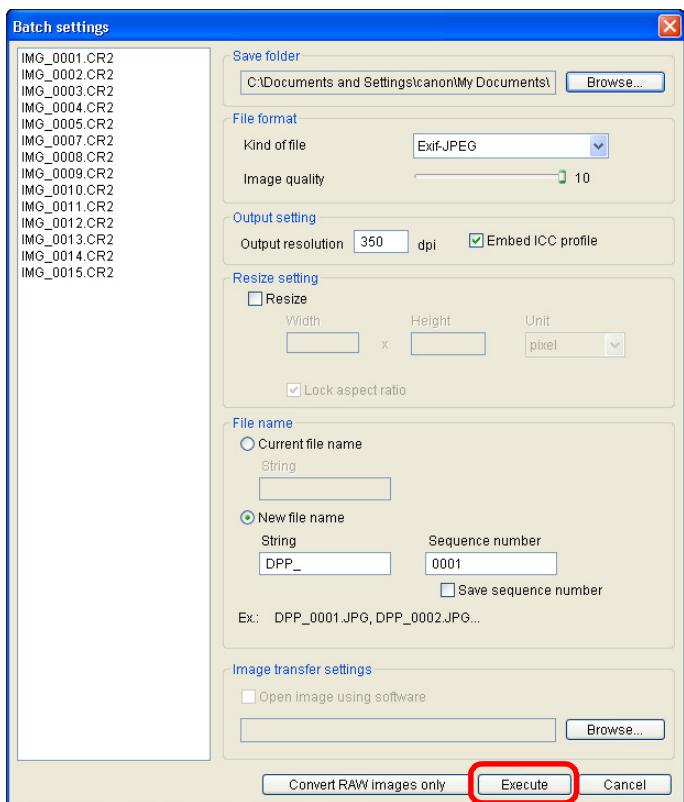 Batch settings
IMG_0001.CR2
IMG_0002.CR2
IMG_0003.CR2
IMG_0004.CR2
IMG_0005.CR2
IMG_0007.CR2
IMG_0008.CR2
IMG_0009.CR2
IMG_0010.CR2
IMG_0011.CR2
IMG_0012.CR2
IMG_0013.CR2
IMG_0014.CR2
IMG_0015.CR2
Save folder
C:\Documents and Settings\canon\My Documents\ Browse...
File format
Kind of file Exif-JPEG
Image quality 10
Output setting
Output resolution 350 dpi Embed ICC profile
Resize setting
Resize
Width Height Unit
x pixel
Lock aspect ratio
File name
Current file name
String
New file name
String Sequence number
DPP_ 0001
Save sequence number
Ex.: DPP_0001.JPG, DPP_0002.JPG...
Image transfer settings
Open image using software
Browse...
Convert RAW images only Execute Cancel